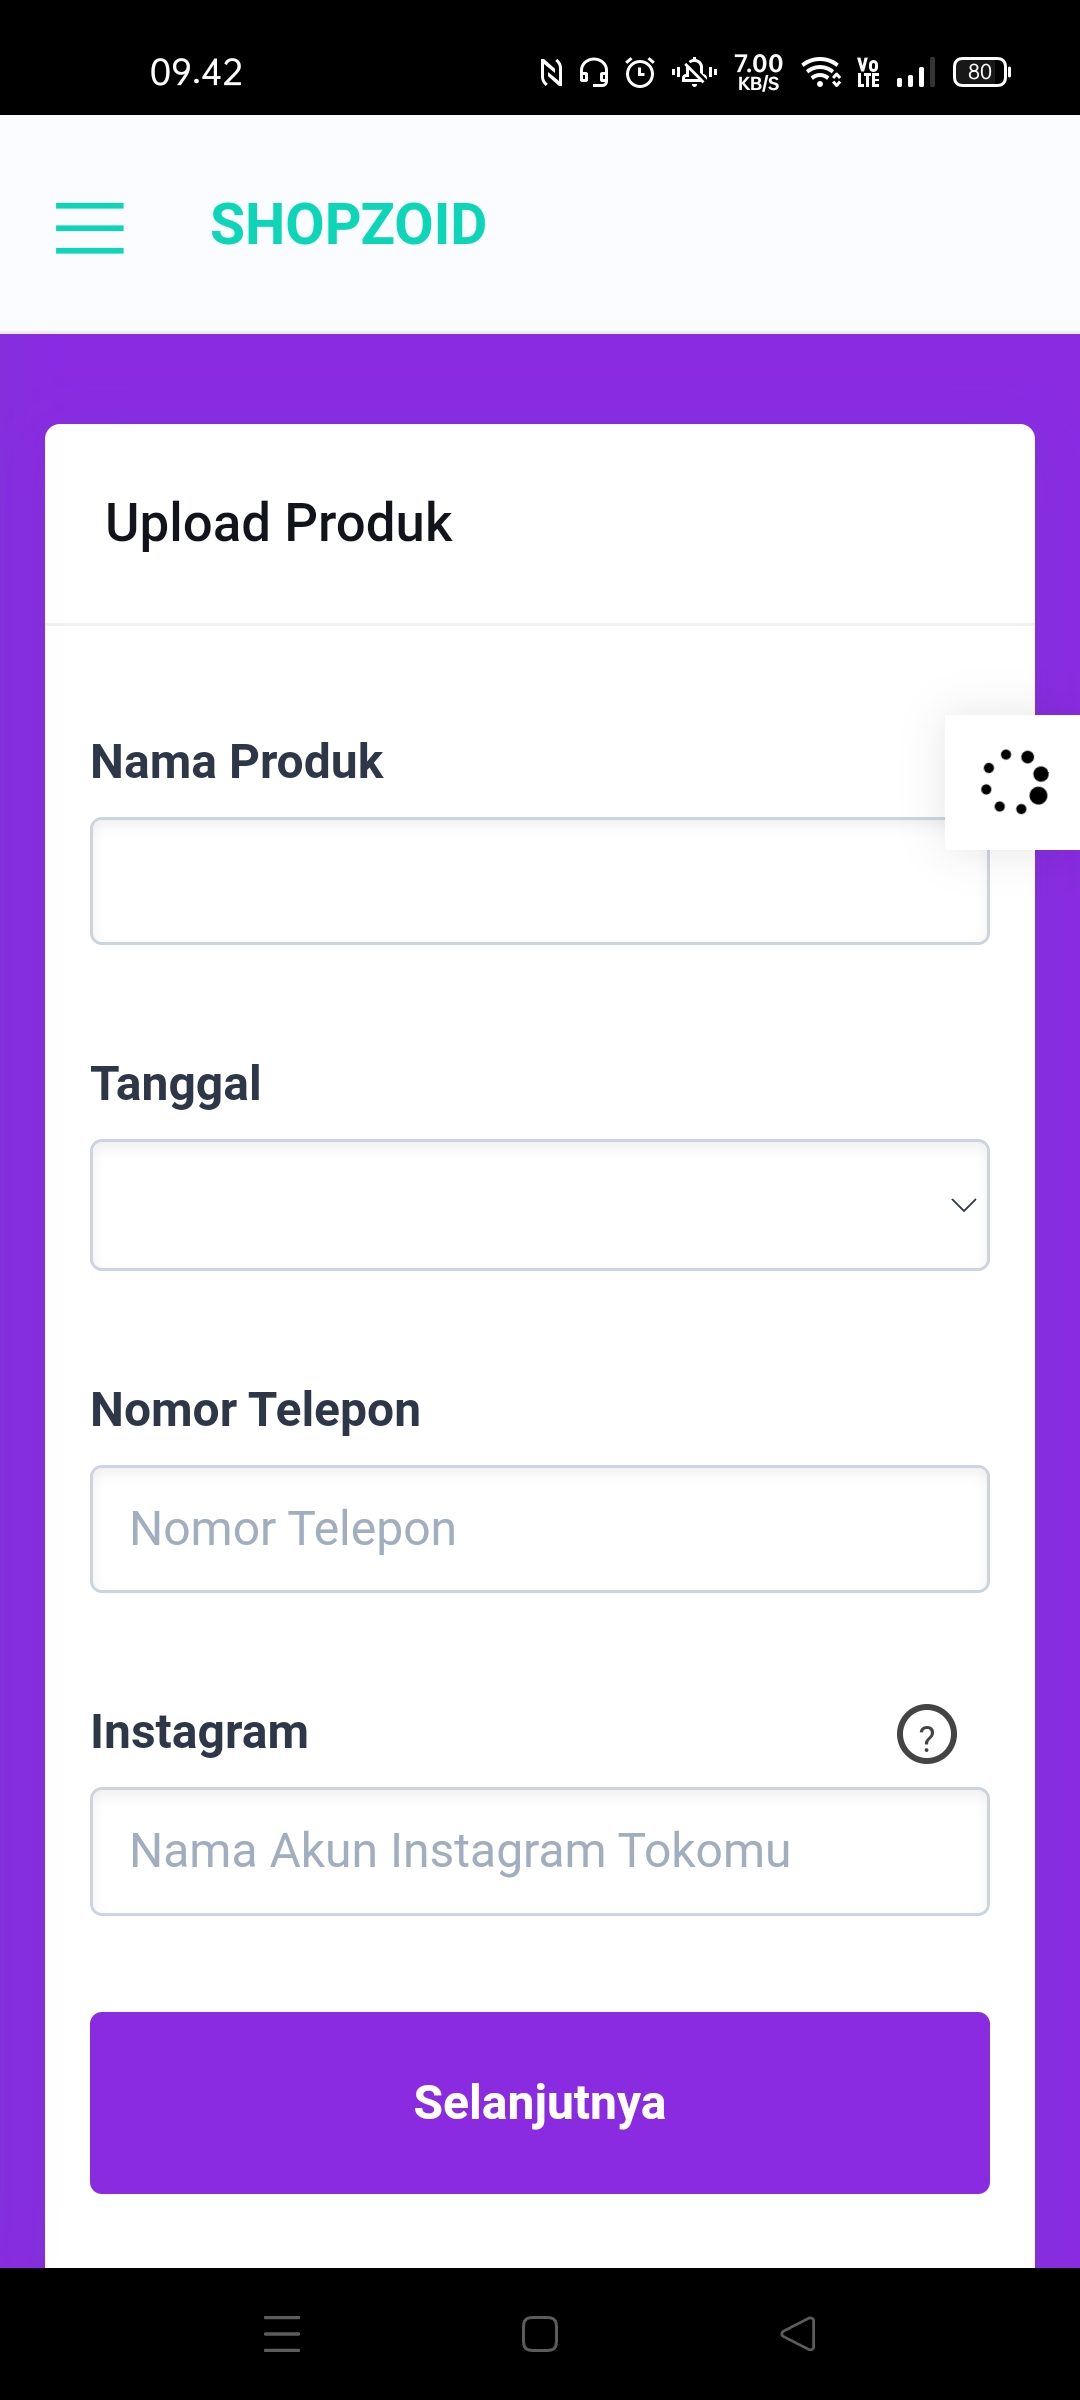 09.42
7.00
KB/S
Vo
LTE
80
SHOPZOID
Upload Produk
Nama Produk
Tanggal
Nomor Telepon
Nomor Telepon
Instagram
?
Nama Akun Instagram Tokomu
Selanjutnya